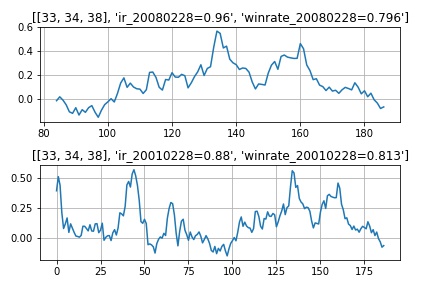 [[33, 34, 38], 'ir_20080228=0.96', 'winrate_20080228=0.796']
0.6
0.4
0.2
0.0
80 100 120 140 160 180
[[33, 34, 38], 'ir_20010228=0.88', 'winrate_20010228=0.813']
0.50
0.25
0.00
0 25 50 75 100 125 150 175